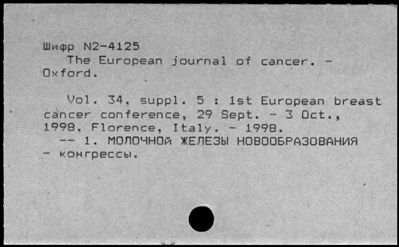 Шифр N2-4125
The European journal of cancer. -
Oxford.
Vol. 34, suppl. 5 : 1st European breast
cancer conference, 29 Sept. - 3 Oct.,
1998, Florence, Italy. - 1998.
-- 1. МОЛОЧНОЙ ЖЕЛЕЗЫ НОВООБРАЗОВАНИЯ
- конгрессы.